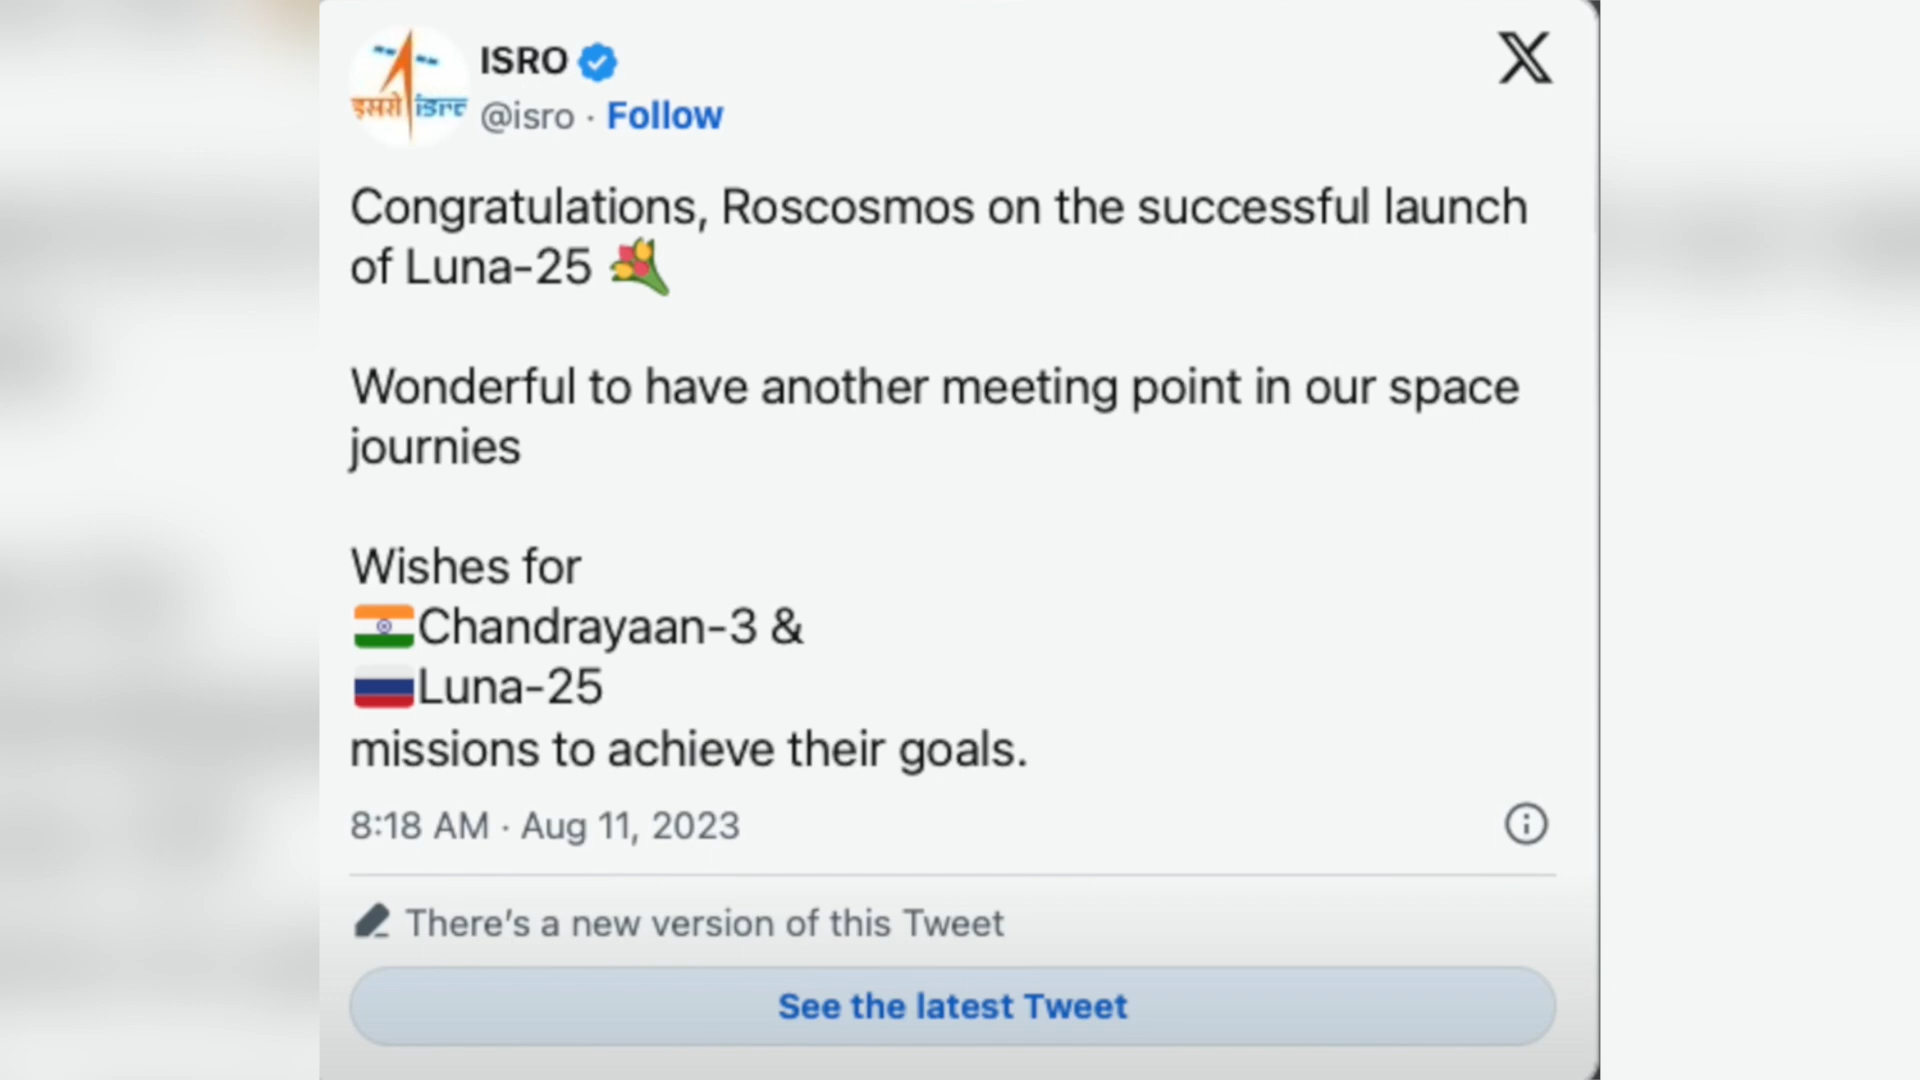 इसरो isro
ISRO
@isro · Follow
Congratulations, Roscosmos on the successful launch
of Luna-25 💐
Wonderful to have another meeting point in our space
journies
Wishes for
🇮🇳Chandrayaan-3 &
🇷🇺Luna-25
missions to achieve their goals.
8:18 AM · Aug 11, 2023
There's a new version of this Tweet
See the latest Tweet